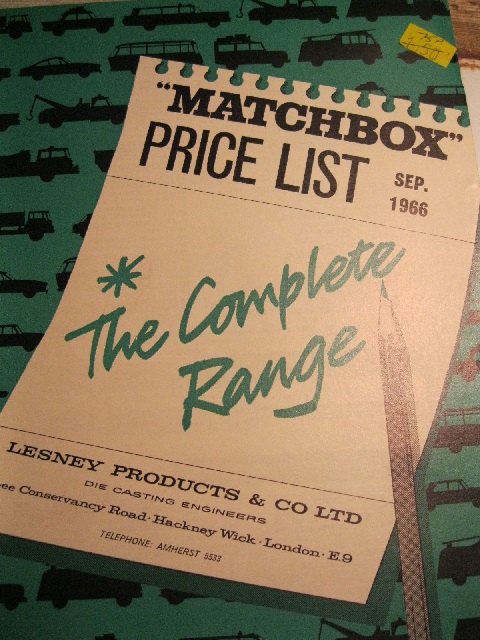 "MATCHBOX"
PRICE LIST
SEP.
1966
* The Complete
Range
LESNEY PRODUCTS & CO LTD
DIE CASTING ENGINEERS
Conservancy Road · Hackney Wick · London · E.9
TELEPHONE: AMHERST 5533